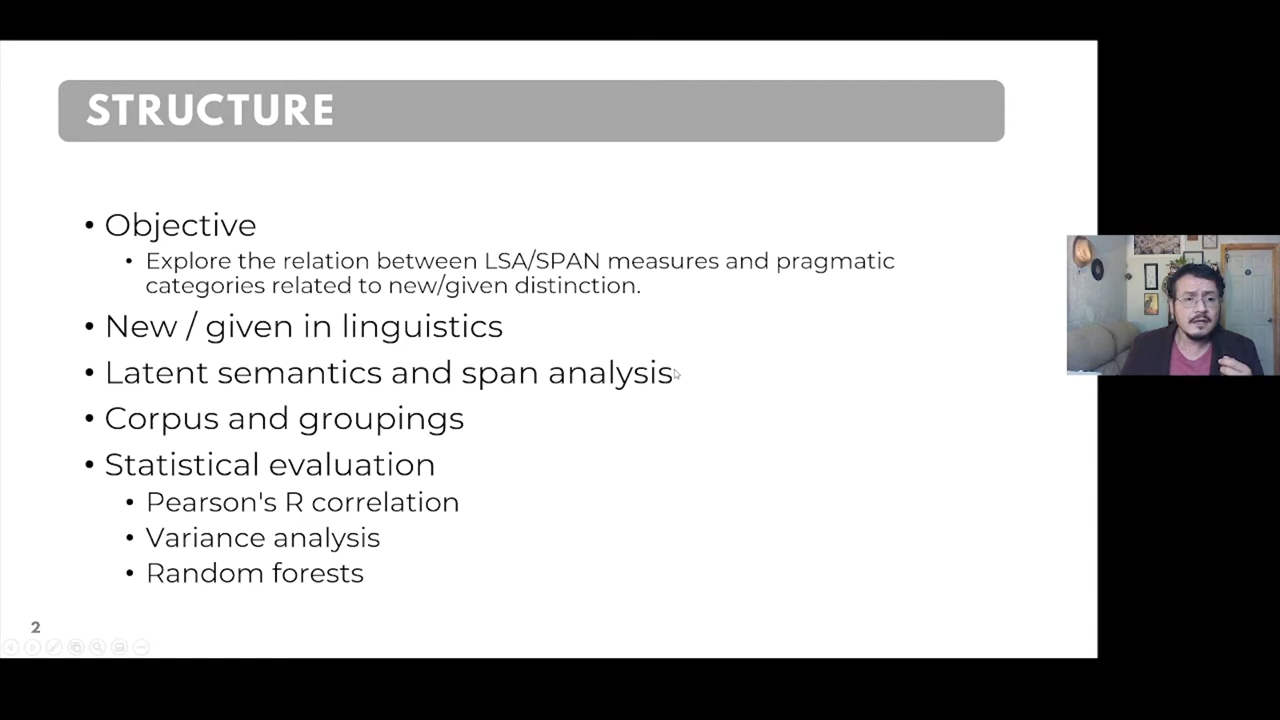 STRUCTURE
• Objective
• Explore the relation between LSA/SPAN measures and pragmatic
categories related to new/given distinction.
• New / given in linguistics
• Latent semantics and span analysis
• Corpus and groupings
• Statistical evaluation
• Pearson's R correlation
• Variance analysis
• Random forests
2